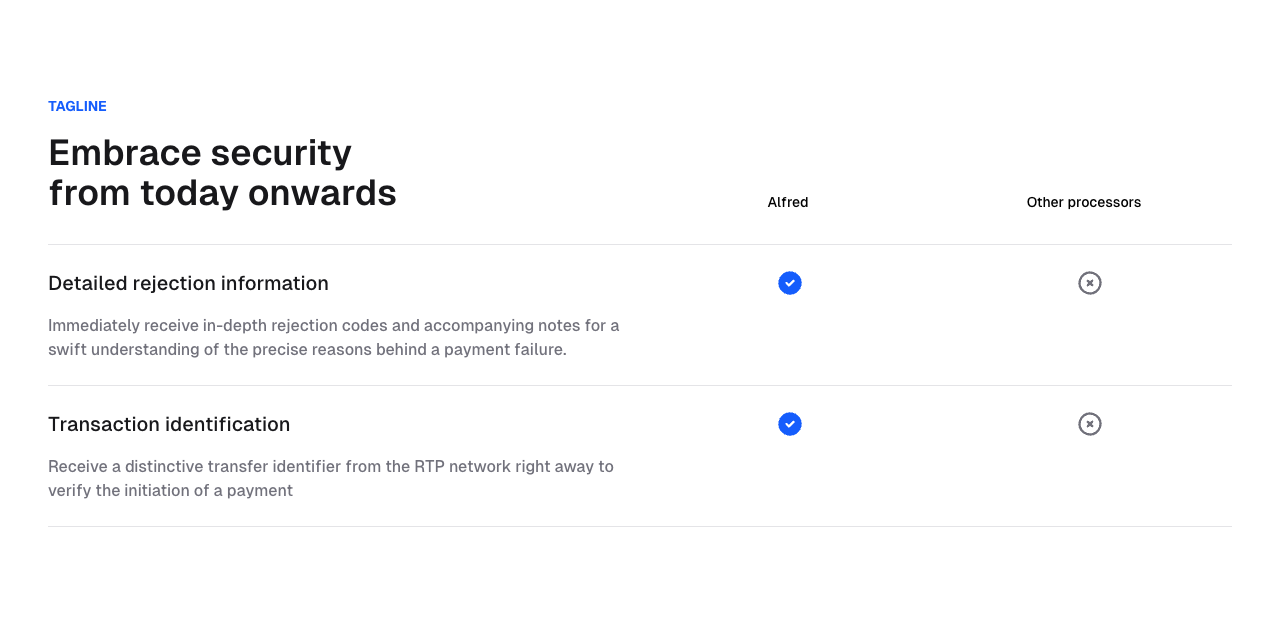 TAGLINE
Embrace security
from today onwards
Alfred
Other processors
Detailed rejection information
Immediately receive in-depth rejection codes and accompanying notes for a
swift understanding of the precise reasons behind a payment failure.
Transaction identification
Receive a distinctive transfer identifier from the RTP network right away to
verify the initiation of a payment